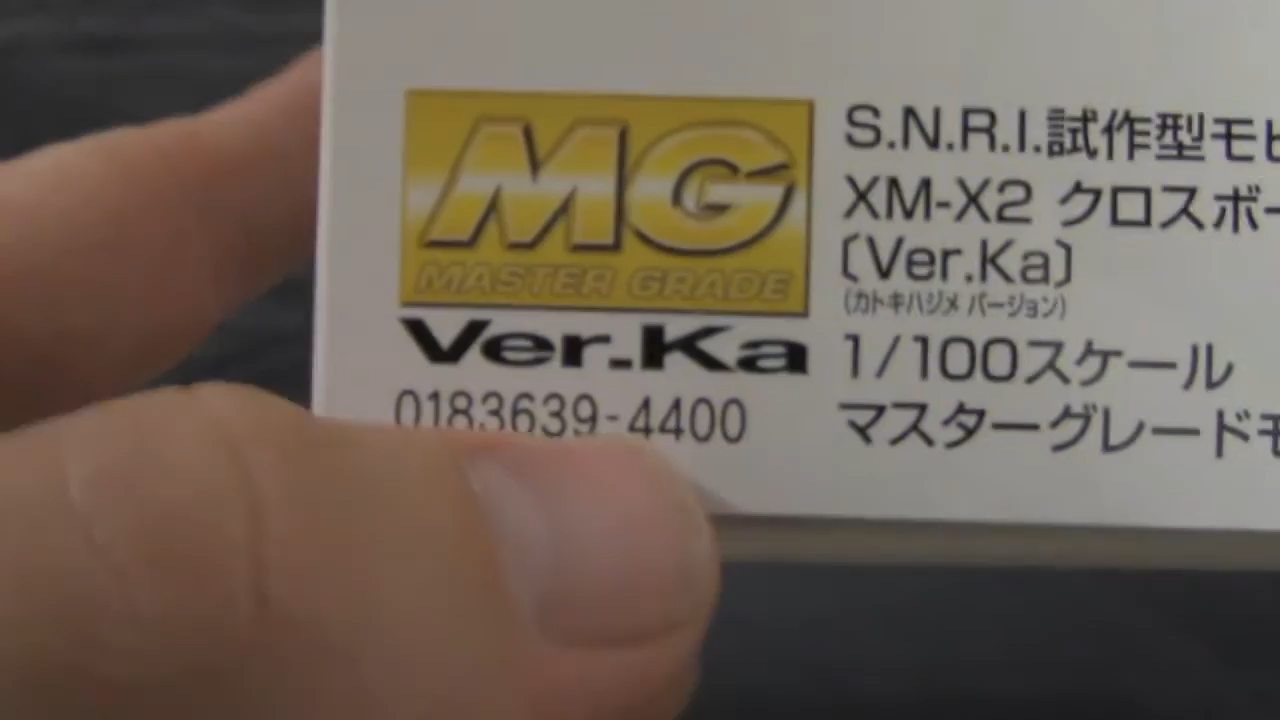 MG
MASTER GRADE
Ver.Ka
0183639-4400
S.N.R.I.試作型モビ
XM-X2 クロスボー
〔Ver.Ka〕
(カトキハジメ バージョン)
1/100スケール
マスターグレードモ